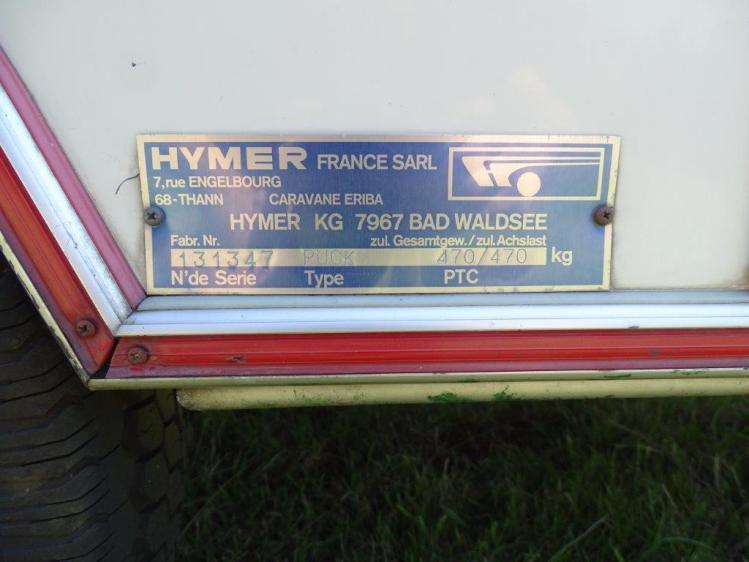 HYMER FRANCE SARL
7,rue ENGELBOURG
68-THANN CARAVANE ERIBA
HYMER KG 7967 BAD WALDSEE
Fabr. Nr. zul. Gesamtgew./zul. Achslast
131347 PUCK 470/470 kg
N'de Serie Type PTC